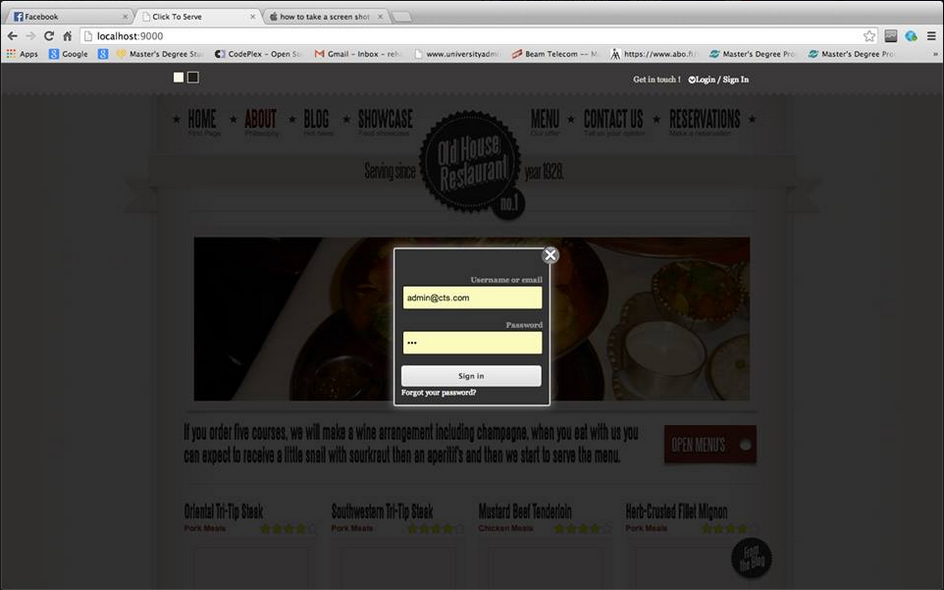 Facebook
Click To Serve
how to take a screen shot
localhost:9000
Apps
Google
Master's Degree Stu
CodePlex - Open So
Gmail - Inbox - reh
www.universityadm
Beam Telecom -- M
https://www.abo.fi/
Master's Degree Pro
Master's Degree Pro
»
Get in touch ! Login / Sign In
HOME ABOUT BLOG SHOWCASE MENU CONTACT US RESERVATIONS
First Page Philosophy Hot news Food showcase Our offer Tell us your opinion Make a reservation
Serving since Old House Restaurant year 1928.
no.1
Username or email
admin@cts.com
Password
•••
Sign in
Forgot your password?
If you order five courses, we will make a wine arrangement including champagne, when you eat with us you
can expect to receive a little snail with sourkraut then an aperitif's and then we start to serve the menu.
OPEN MENU'S
Oriental Tri-Tip Steak Southwestern Tri-Tip Steak Mustard Beef Tenderloin Herb-Crusted Fillet Mignon
Pork Meals Pork Meals Chicken Meals Pork Meals
From
the Blog